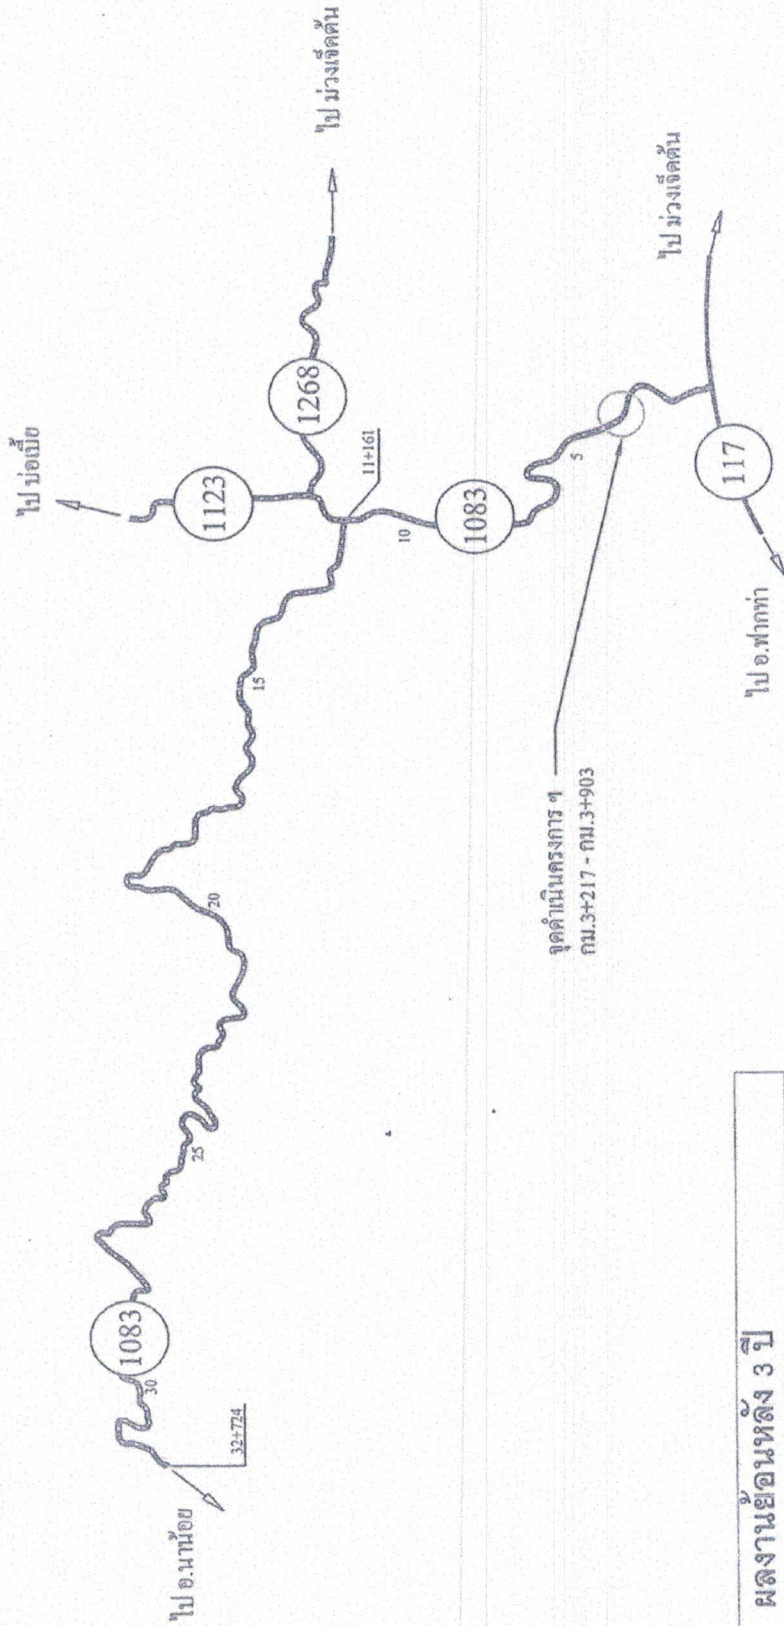 ไป บ่อเบี้ย
ไป ม่วงเจ็ดต้น
1123
1268
11+161
10
1083
5
ไป ม่วงเจ็ดต้น
117
ไป อ.ฟากท่า
15
20
25
1083
30
32+724
ไป อ.นาน้อย
จุดดำเนินครงการ ฯ
กม.3+217 - กม.3+903
ผลงานย้อนหลัง 3 ปี